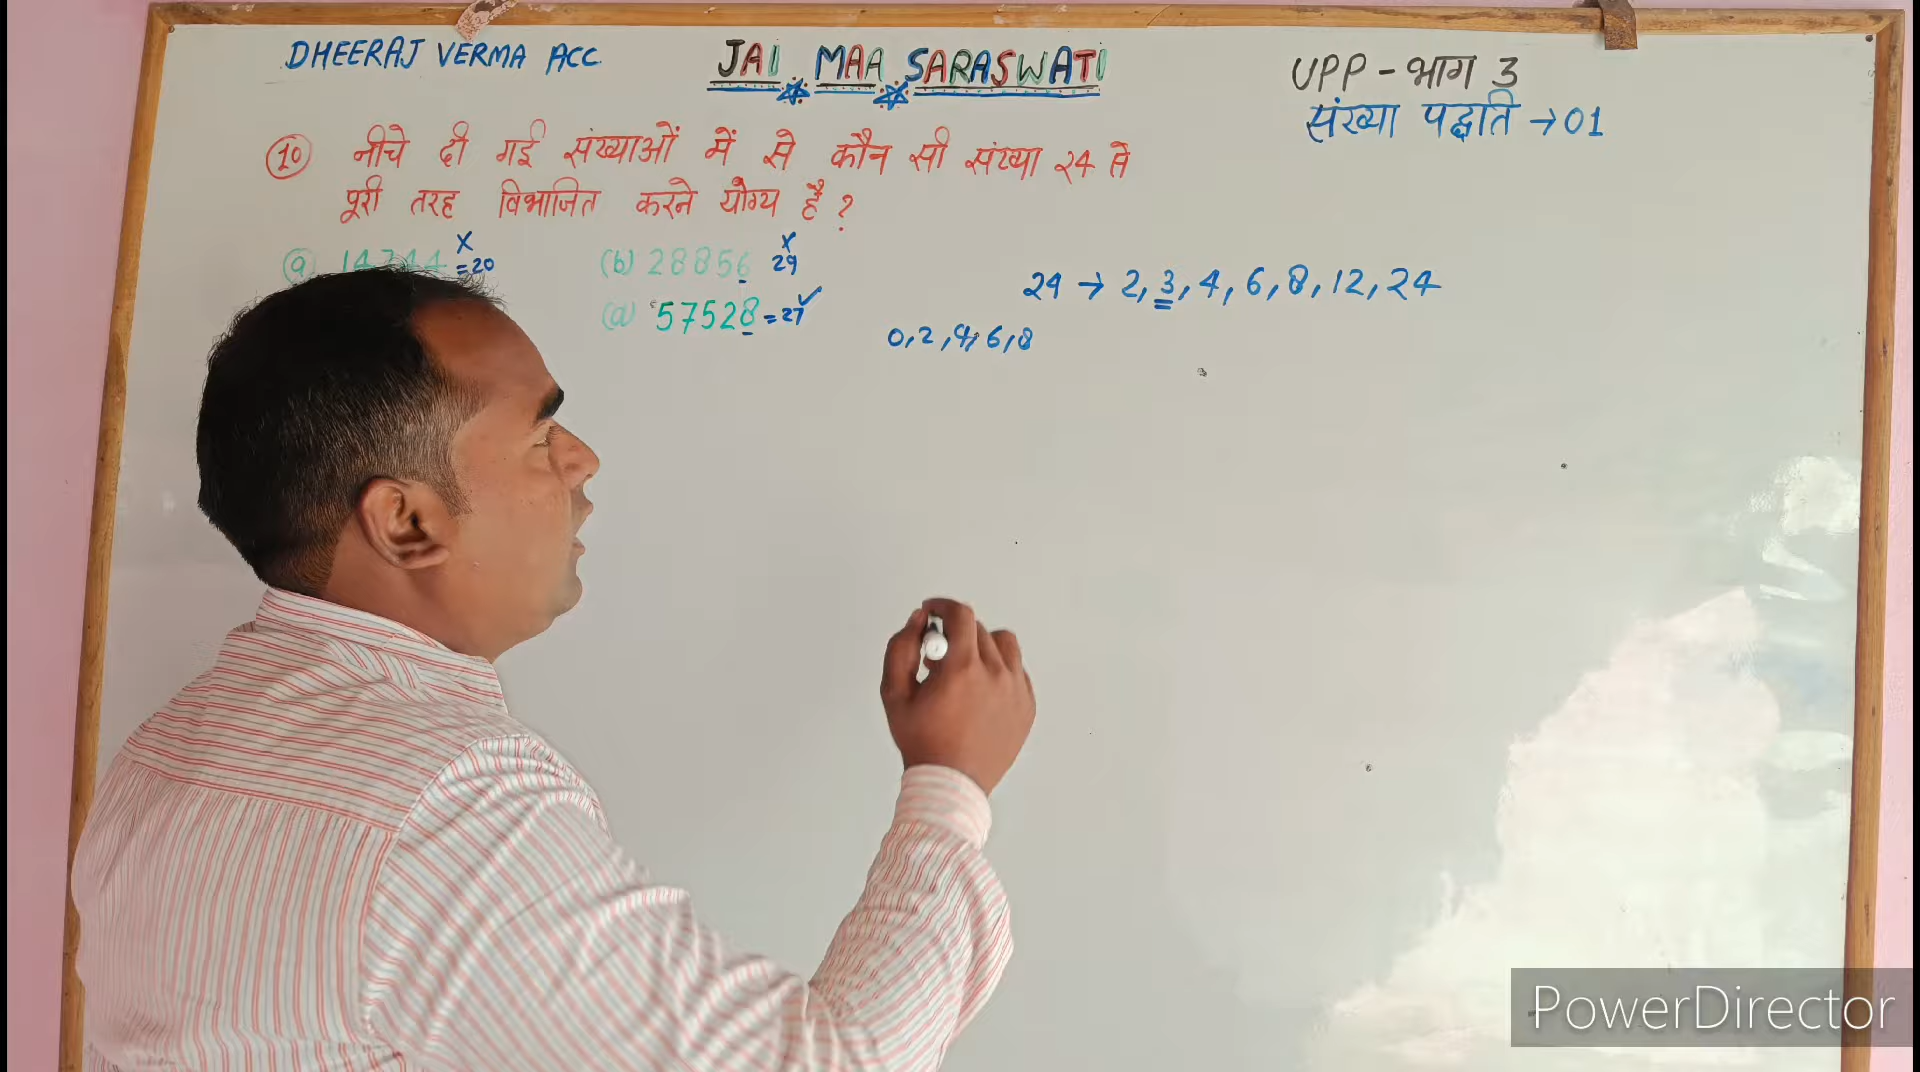 DHEERAJ VERMA ACC.
JAI MAA SARASWATI
UPP - भाग 3
संख्या पद्धति → 01
(10) नीचे दी गई संख्याओं में से कौन सी संख्या 24 से
पूरी तरह विभाजित करने योग्य है ?
(a) 14744 = 20 X
(b) 28856 29 X
(d) 57528 = 27 ✓
24 → 2, 3, 4, 6, 8, 12, 24
0, 2, 4, 6, 8
PowerDirector